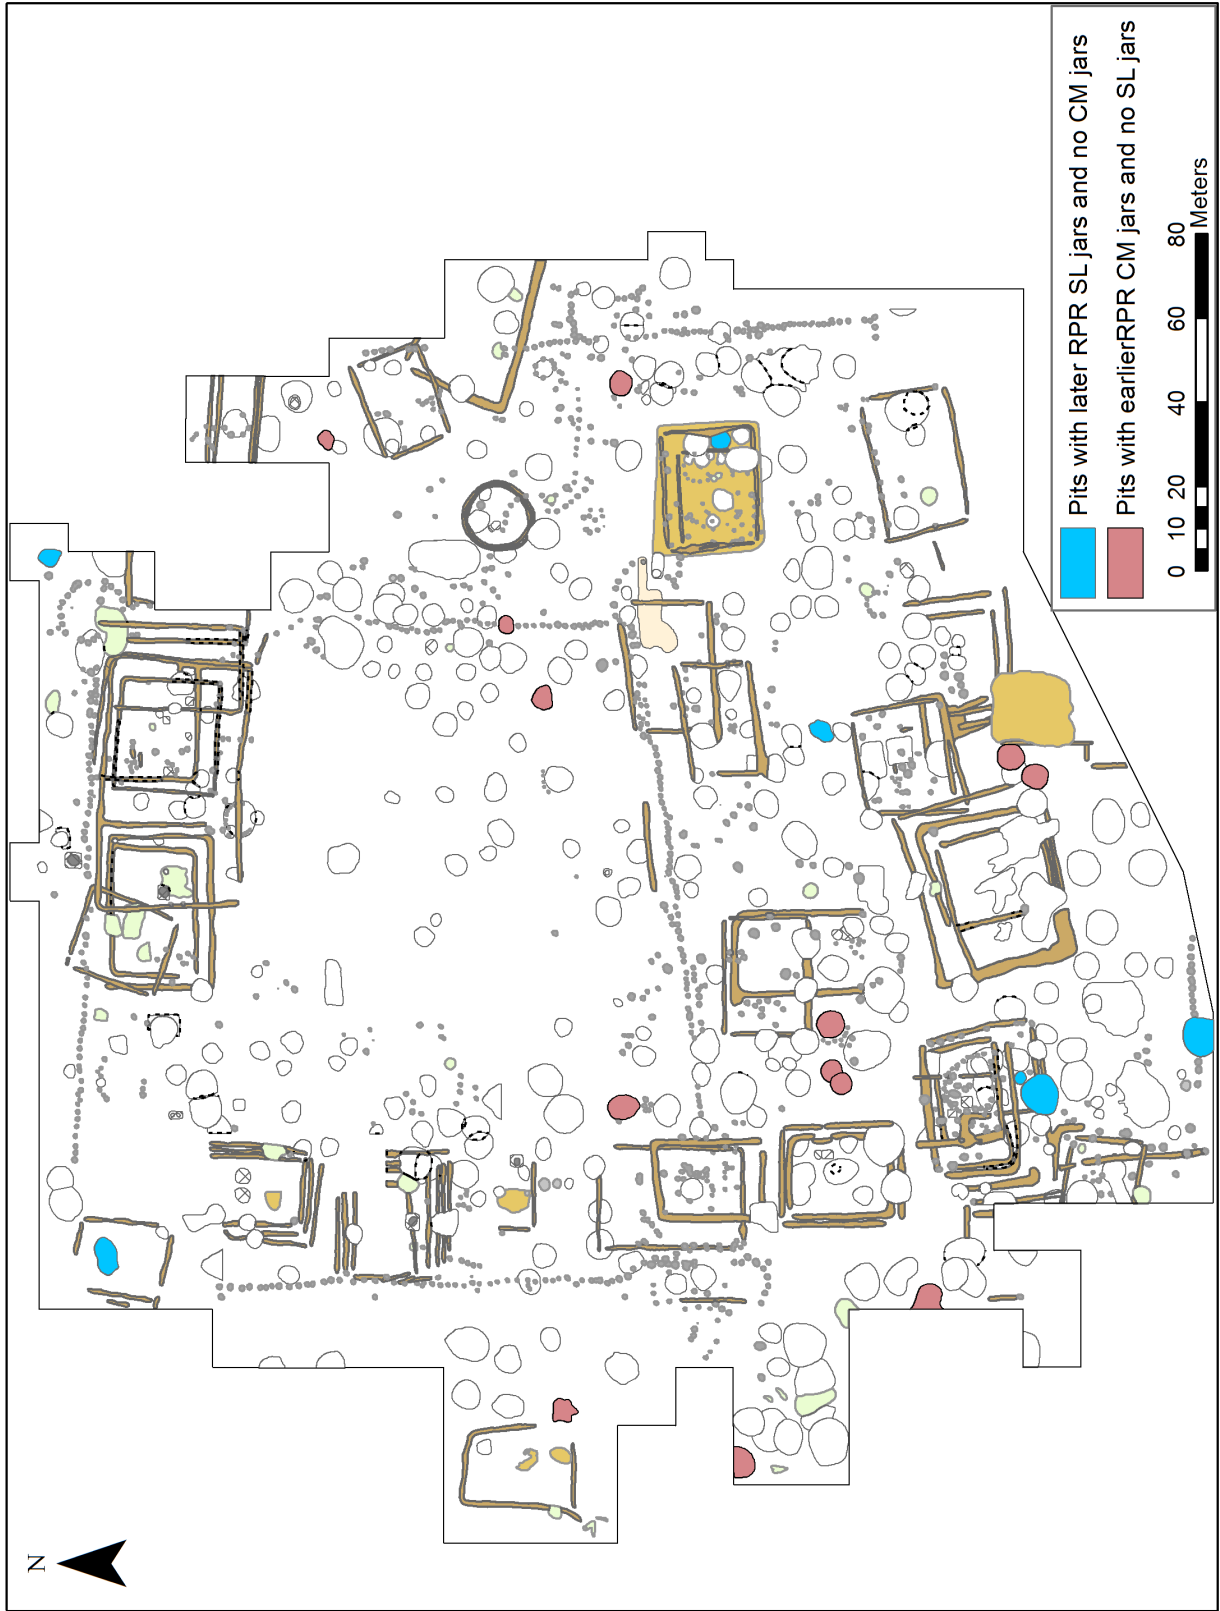 Pits with later RPR SL jars and no CM jars
Pits with earlierRPR CM jars and no SL jars
0 10 20 40 60 80
Meters
N